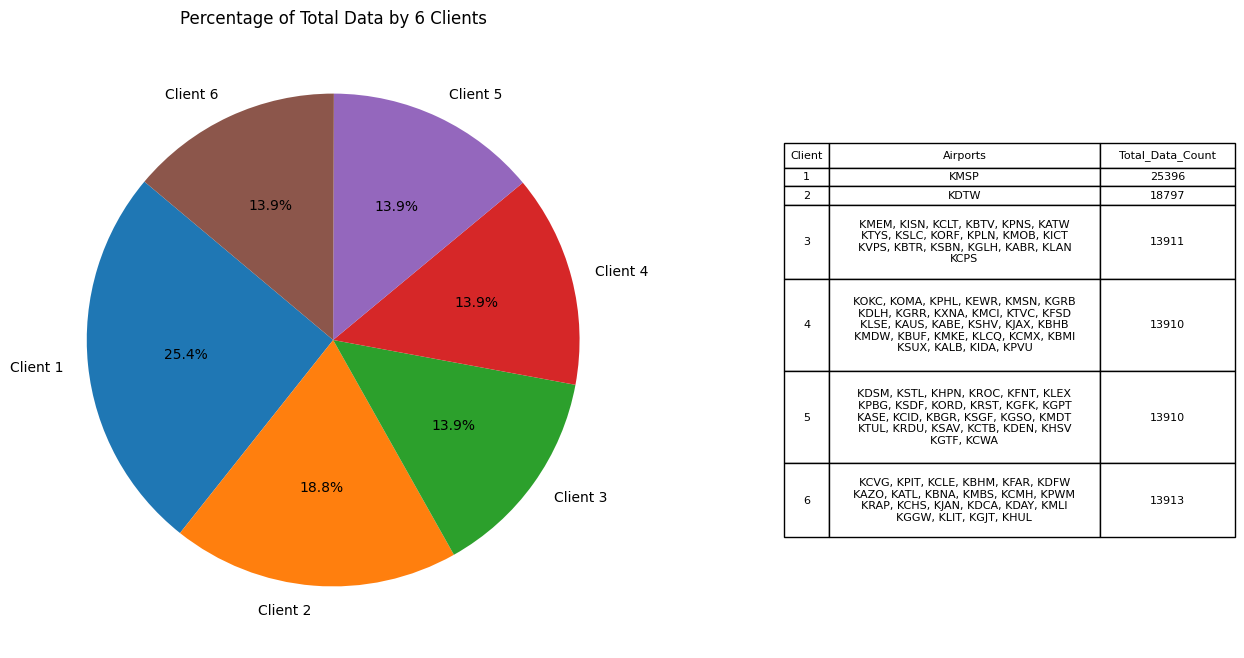 Percentage of Total Data by 6 Clients
Client 6
Client 5
13.9%
13.9%
Client 4
13.9%
25.4%
Client 1
13.9%
18.8%
Client 3
Client 2
Client Airports Total_Data_Count
1 KMSP 25396
2 KDTW 18797
KMEM, KISN, KCLT, KBTV, KPNS, KATW
KTYS, KSLC, KORF, KPLN, KMOB, KICT
3 13911
KVPS, KBTR, KSBN, KGLH, KABR, KLAN
KCPS
KOKC, KOMA, KPHL, KEWR, KMSN, KGRB
KDLH, KGRR, KXNA, KMCI, KTVC, KFSD
4 KLSE, KAUS, KABE, KSHV, KJAX, KBHB 13910
KMDW, KBUF, KMKE, KLCQ, KCMX, KBMI
KSUX, KALB, KIDA, KPVU
KDSM, KSTL, KHPN, KROC, KFNT, KLEX
KPBG, KSDF, KORD, KRST, KGFK, KGPT
5 KASE, KCID, KBGR, KSGF, KGSO, KMDT 13910
KTUL, KRDU, KSAV, KCTB, KDEN, KHSV
KGTF, KCWA
KCVG, KPIT, KCLE, KBHM, KFAR, KDFW
KAZO, KATL, KBNA, KMBS, KCMH, KPWM
6 13913
KRAP, KCHS, KJAN, KDCA, KDAY, KMLI
KGGW, KLIT, KGJT, KHUL